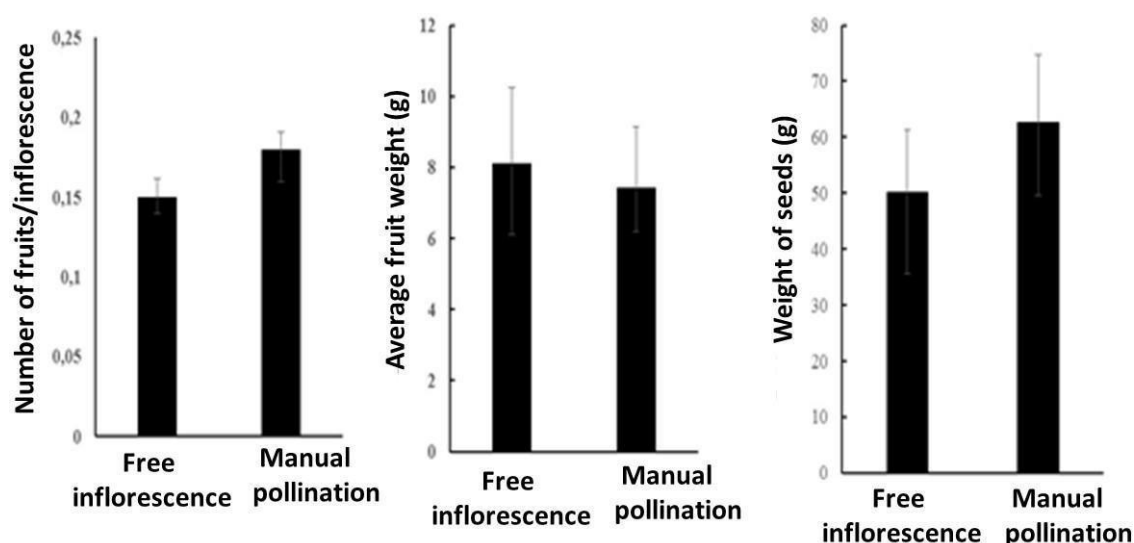 Number of fruits/inflorescence
0,25
0,2
0,15
0,1
0,05
0
Free
inflorescence
Manual
pollination
Average fruit weight (g)
12
10
8
6
4
2
0
Free
inflorescence
Manual
pollination
Weight of seeds (g)
80
70
60
50
40
30
20
10
0
Free
inflorescence
Manual
pollination